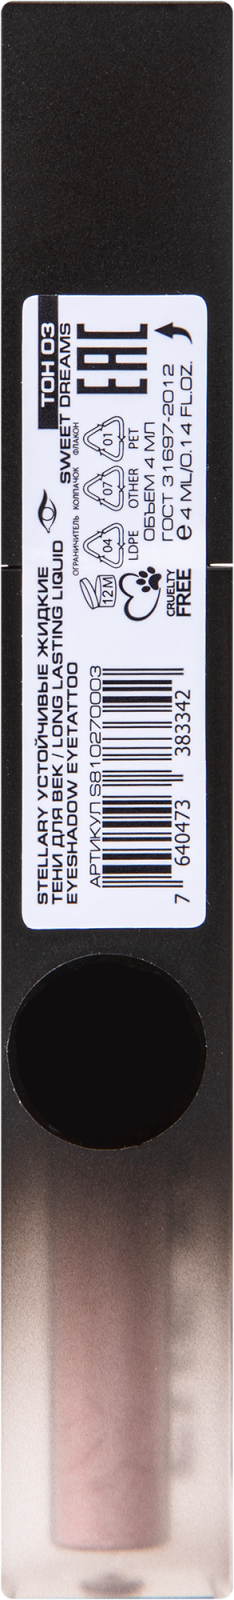 STELLARY УСТОЙЧИВЫЕ ЖИДКИЕ
ТЕНИ ДЛЯ ВЕК / LONG LASTING LIQUID
EYESHADOW EYETATTOO
АРТИКУЛ S810270003
7 640473 383342
ТОН 03
SWEET DREAMS
ОГРАНИЧИТЕЛЬ
КОЛПАЧОК
ФЛАКОН
04
LDPE
07
OTHER
01
PET
12M
CRUELTY
FREE
EAC
ОБЪЕМ 4 МЛ
ГОСТ 31697-2012
e 4 ML/0.14 FL.OZ.